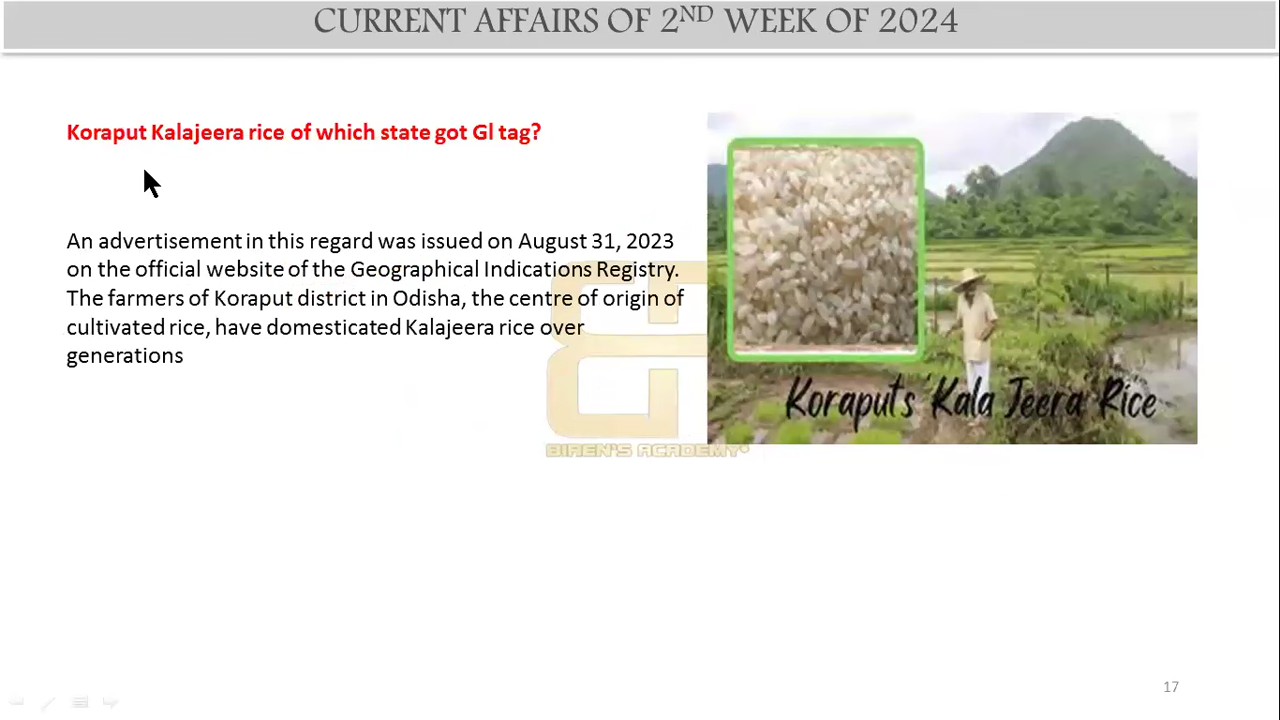 CURRENT AFFAIRS OF 2ND WEEK OF 2024
Koraput Kalajeera rice of which state got GI tag?
An advertisement in this regard was issued on August 31, 2023
on the official website of the Geographical Indications Registry.
The farmers of Koraput district in Odisha, the centre of origin of
cultivated rice, have domesticated Kalajeera rice over
generations
Koraput's 'Kala Jeera' Rice
BIREN'S ACADEMY®
17